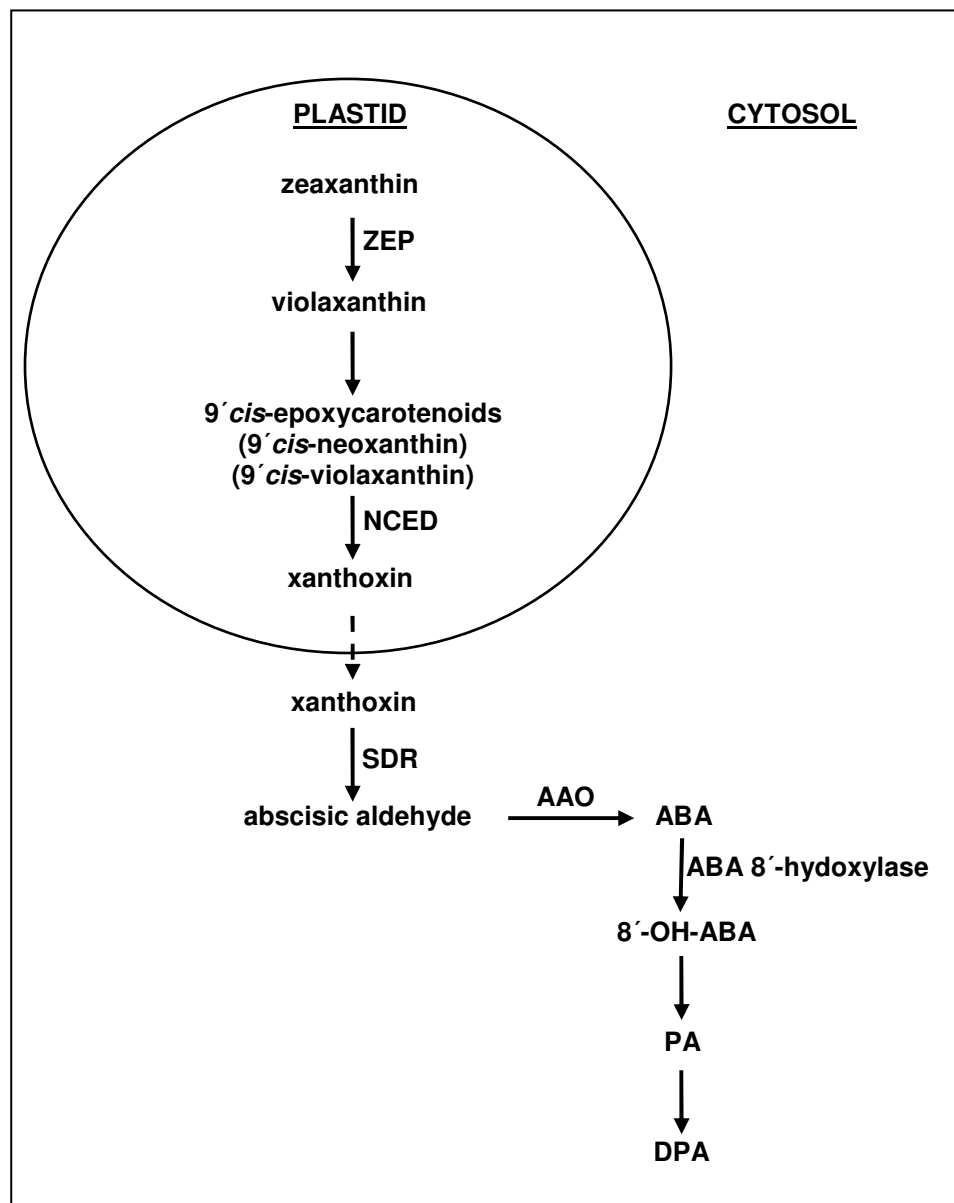 PLASTID
CYTOSOL
zeaxanthin
ZEP
violaxanthin
9´cis-epoxycarotenoids
(9´cis-neoxanthin)
(9´cis-violaxanthin)
NCED
xanthoxin
xanthoxin
SDR
abscisic aldehyde
AAO
ABA
ABA 8´-hydoxylase
8´-OH-ABA
PA
DPA